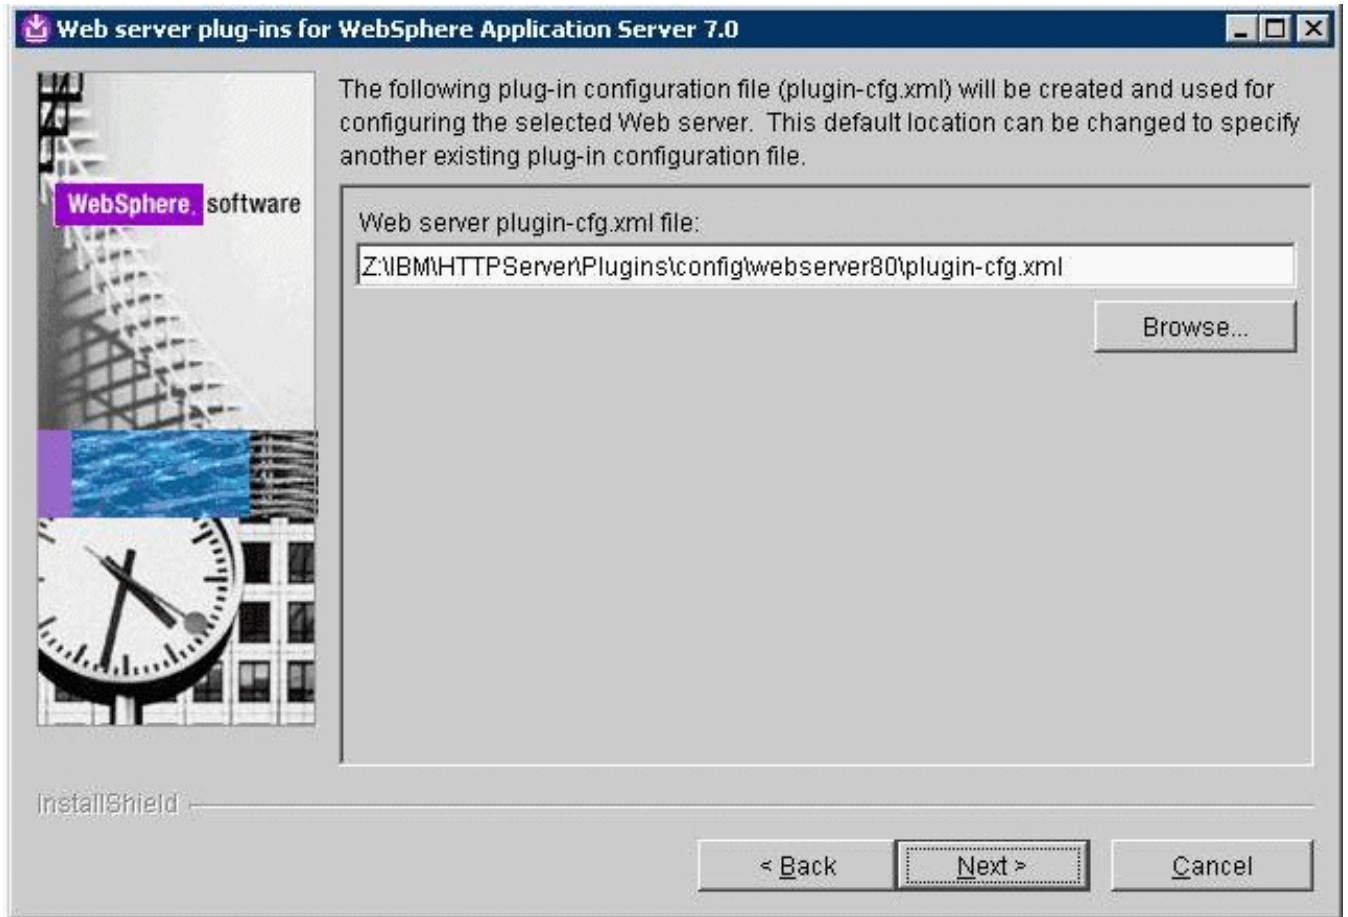 Web server plug-ins for WebSphere Application Server 7.0
The following plug-in configuration file (plugin-cfg.xml) will be created and used for
configuring the selected Web server.  This default location can be changed to specify
another existing plug-in configuration file.
WebSphere. software
Web server plugin-cfg.xml file:
Z:\IBM\HTTPServer\Plugins\config\webserver80\plugin-cfg.xml
Browse...
InstallShield
< Back
Next >
Cancel